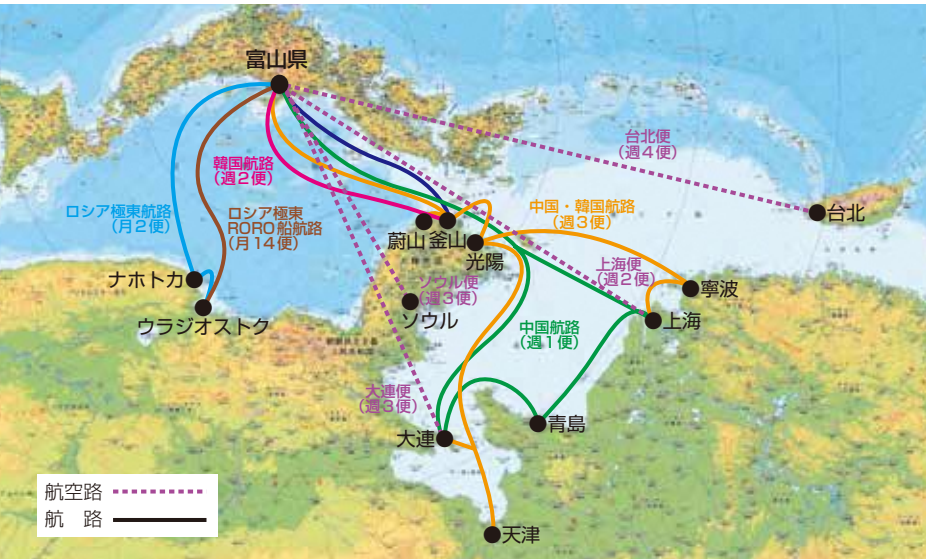 富山県
台北便
(週4便)
韓国航路
(週2便)
ロシア極東航路
(月2便)
ロシア極東
RORO船航路
(月14便)
中国・韓国航路
(週3便)
台北
蔚山
釜山
光陽
上海便
(週2便)
ナホトカ
ソウル便
(週3便)
寧波
ウラジオストク
ソウル
上海
中国航路
(週1便)
大連便
(週3便)
大連
青島
航空路
航　路
天津